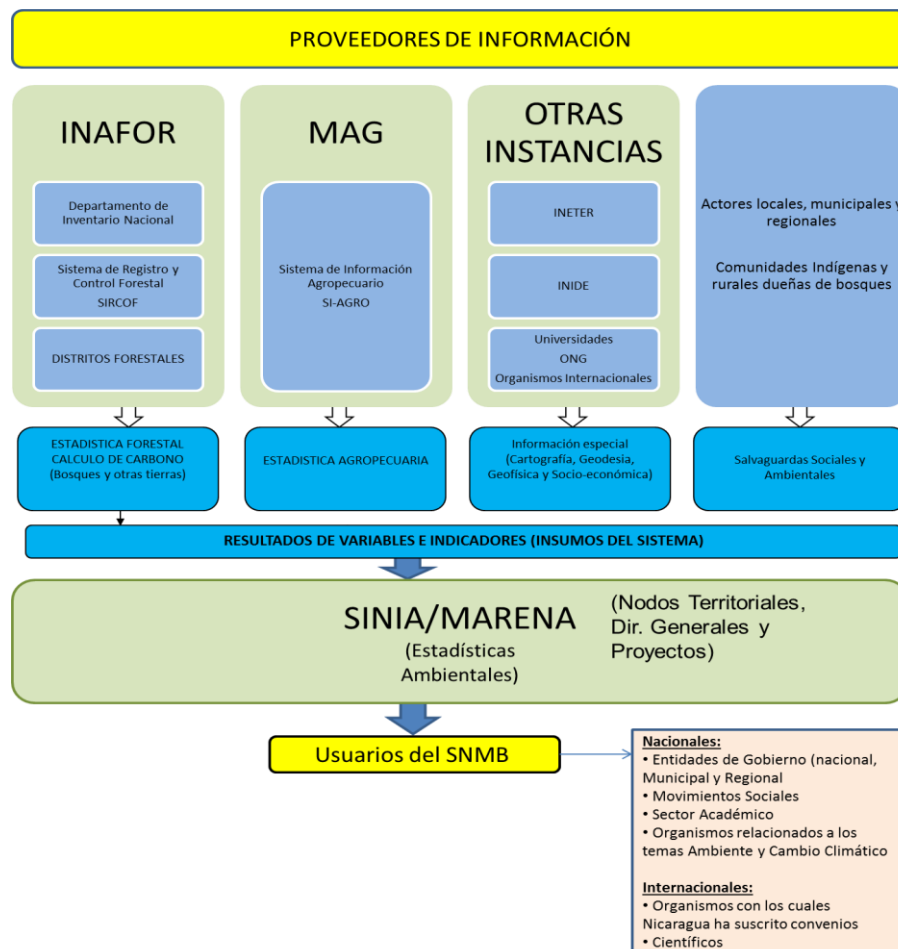 PROVEEDORES DE INFORMACIÓN
INAFOR
Departamento de
Inventario Nacional
Sistema de Registro y
Control Forestal
SIRCOF
DISTRITOS FORESTALES
MAG
Sistema de Información
Agropecuario
SI-AGRO
OTRAS
INSTANCIAS
INETER
INIDE
Universidades
ONG
Organismos Internacionales
Actores locales, municipales y
regionales
Comunidades Indígenas y
rurales dueñas de bosques
ESTADISTICA FORESTAL
CALCULO DE CARBONO
(Bosques y otras tierras)
ESTADISTICA AGROPECUARIA
Información especial
(Cartografía, Geodesia,
Geofísica y Socio-económica)
Salvaguardas Sociales y
Ambientales
RESULTADOS DE VARIABLES E INDICADORES (INSUMOS DEL SISTEMA)
SINIA/MARENA
(Estadísticas
Ambientales)
(Nodos Territoriales,
Dir. Generales y
Proyectos)
Usuarios del SNMB
Nacionales:
• Entidades de Gobierno (nacional,
Municipal y Regional
• Movimientos Sociales
• Sector Académico
• Organismos relacionados a los
temas Ambiente y Cambio Climático
Internacionales:
• Organismos con los cuales
Nicaragua ha suscrito convenios
• Científicos